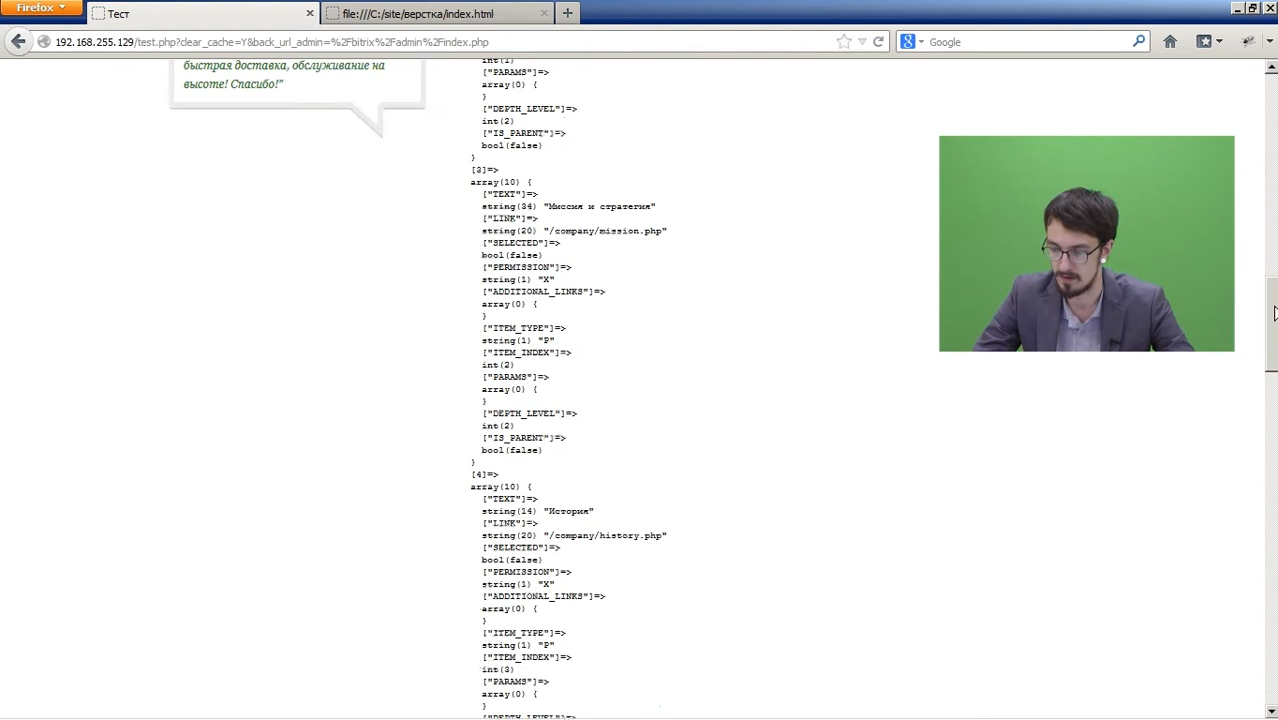 Firefox
Тест
file:///C:/site/верстка/index.html
192.168.255.129/test.php?clear_cache=Y&back_url_admin=%2Fbitrix%2Fadmin%2Findex.php
Google
быстрая доставка, обслуживание на
высоте! Спасибо!”
int(1)
["PARAMS"]=>
array(0) {
}
["DEPTH_LEVEL"]=>
int(2)
["IS_PARENT"]=>
bool(false)
}
[3]=>
array(10) {
["TEXT"]=>
string(34) "Миссия и стратегия"
["LINK"]=>
string(20) "/company/mission.php"
["SELECTED"]=>
bool(false)
["PERMISSION"]=>
string(1) "X"
["ADDITIONAL_LINKS"]=>
array(0) {
}
["ITEM_TYPE"]=>
string(1) "P"
["ITEM_INDEX"]=>
int(2)
["PARAMS"]=>
array(0) {
}
["DEPTH_LEVEL"]=>
int(2)
["IS_PARENT"]=>
bool(false)
}
[4]=>
array(10) {
["TEXT"]=>
string(14) "История"
["LINK"]=>
string(20) "/company/history.php"
["SELECTED"]=>
bool(false)
["PERMISSION"]=>
string(1) "X"
["ADDITIONAL_LINKS"]=>
array(0) {
}
["ITEM_TYPE"]=>
string(1) "P"
["ITEM_INDEX"]=>
int(3)
["PARAMS"]=>
array(0) {
}
["DEPTH_LEVEL"]=>